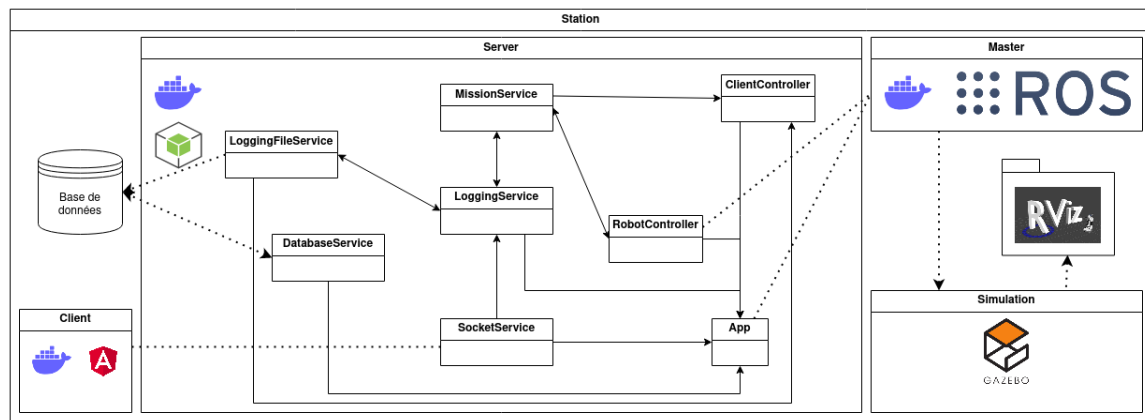 Station
Server
Master
MissionService
ClientController
ROS
LoggingFileService
LoggingService
Base de
données
RViz
RobotController
DatabaseService
Simulation
Client
SocketService
App
GAZEBO